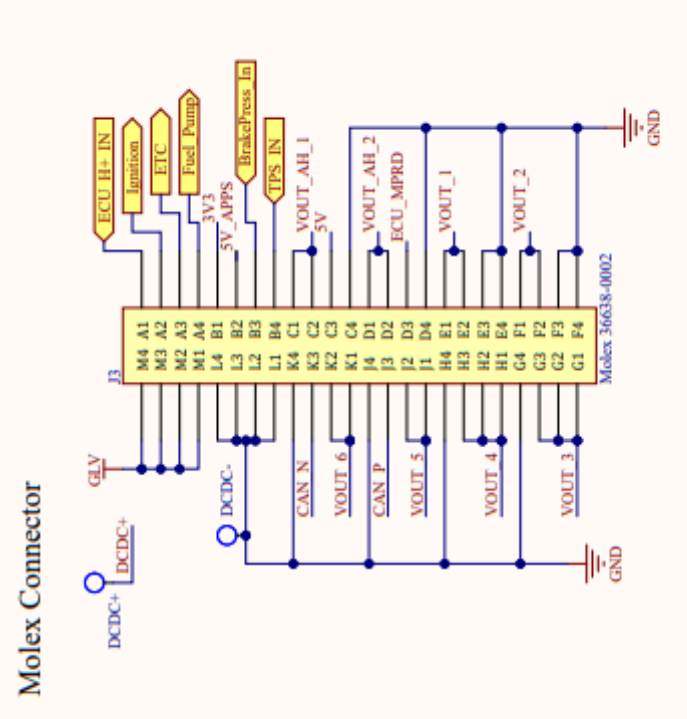 Molex Connector
DCDC+
DCDC+
GLV
J3
M4 A1 ECU_H+_IN
M3 A2 Ignition
M2 A3 ETC
M1 A4 Fuel_Pump
L4 B1 3V3
DCDC-
L3 B2 5V_APPS
L2 B3 BrakePress_In
L1 B4 TPS_IN
K4 C1 VOUT_AH_1
CAN_N K3 C2
K2 C3 5V
VOUT_6 K1 C4
J4 D1 VOUT_AH_2
CAN_P J3 D2
J2 D3 ECU_MPRD
VOUT_5 J1 D4
H4 E1 VOUT_1
H3 E2
H2 E3
VOUT_4 H1 E4
G4 F1 VOUT_2
G3 F2
G2 F3
VOUT_3 G1 F4
Molex 36638-0002
GND
GND